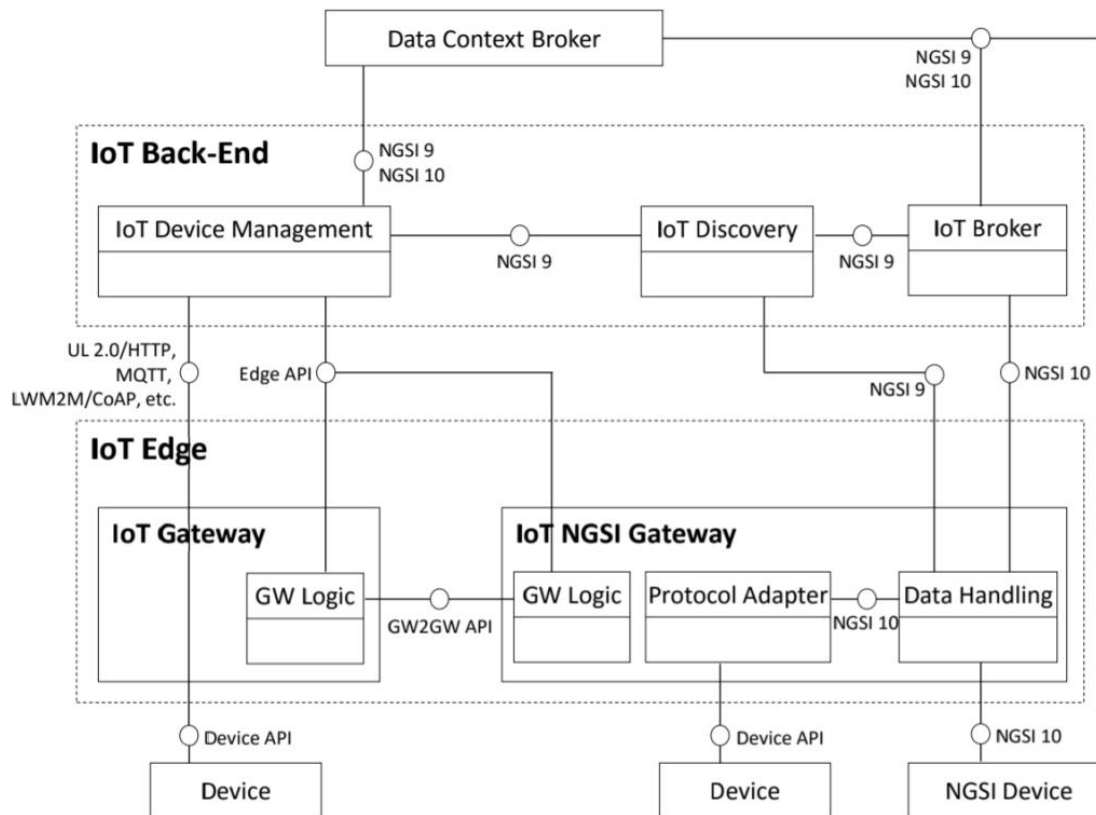 Data Context Broker
NGSI 9
NGSI 10
IoT Back-End
NGSI 9
NGSI 10
IoT Device Management
IoT Discovery
IoT Broker
NGSI 9
NGSI 9
UL 2.0/HTTP,
MQTT,
LWM2M/CoAP, etc.
Edge API
NGSI 9
NGSI 10
IoT Edge
IoT Gateway
IoT NGSI Gateway
GW Logic
GW Logic
Protocol Adapter
Data Handling
GW2GW API
NGSI 10
Device API
Device API
NGSI 10
Device
Device
NGSI Device